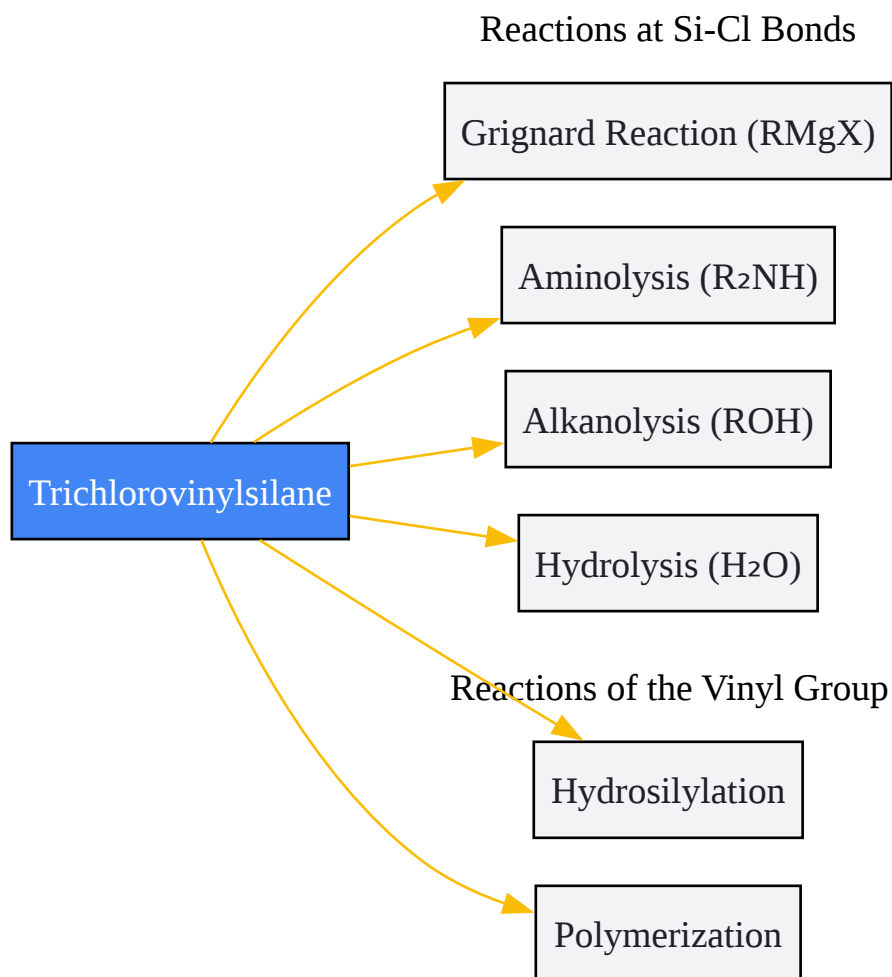 Reactions at Si-Cl Bonds
Grignard Reaction (RMgX)
Aminolysis (R₂NH)
Alkanolysis (ROH)
Trichlorovinylsilane
Hydrolysis (H₂O)
Reactions of the Vinyl Group
Hydrosilylation
Polymerization